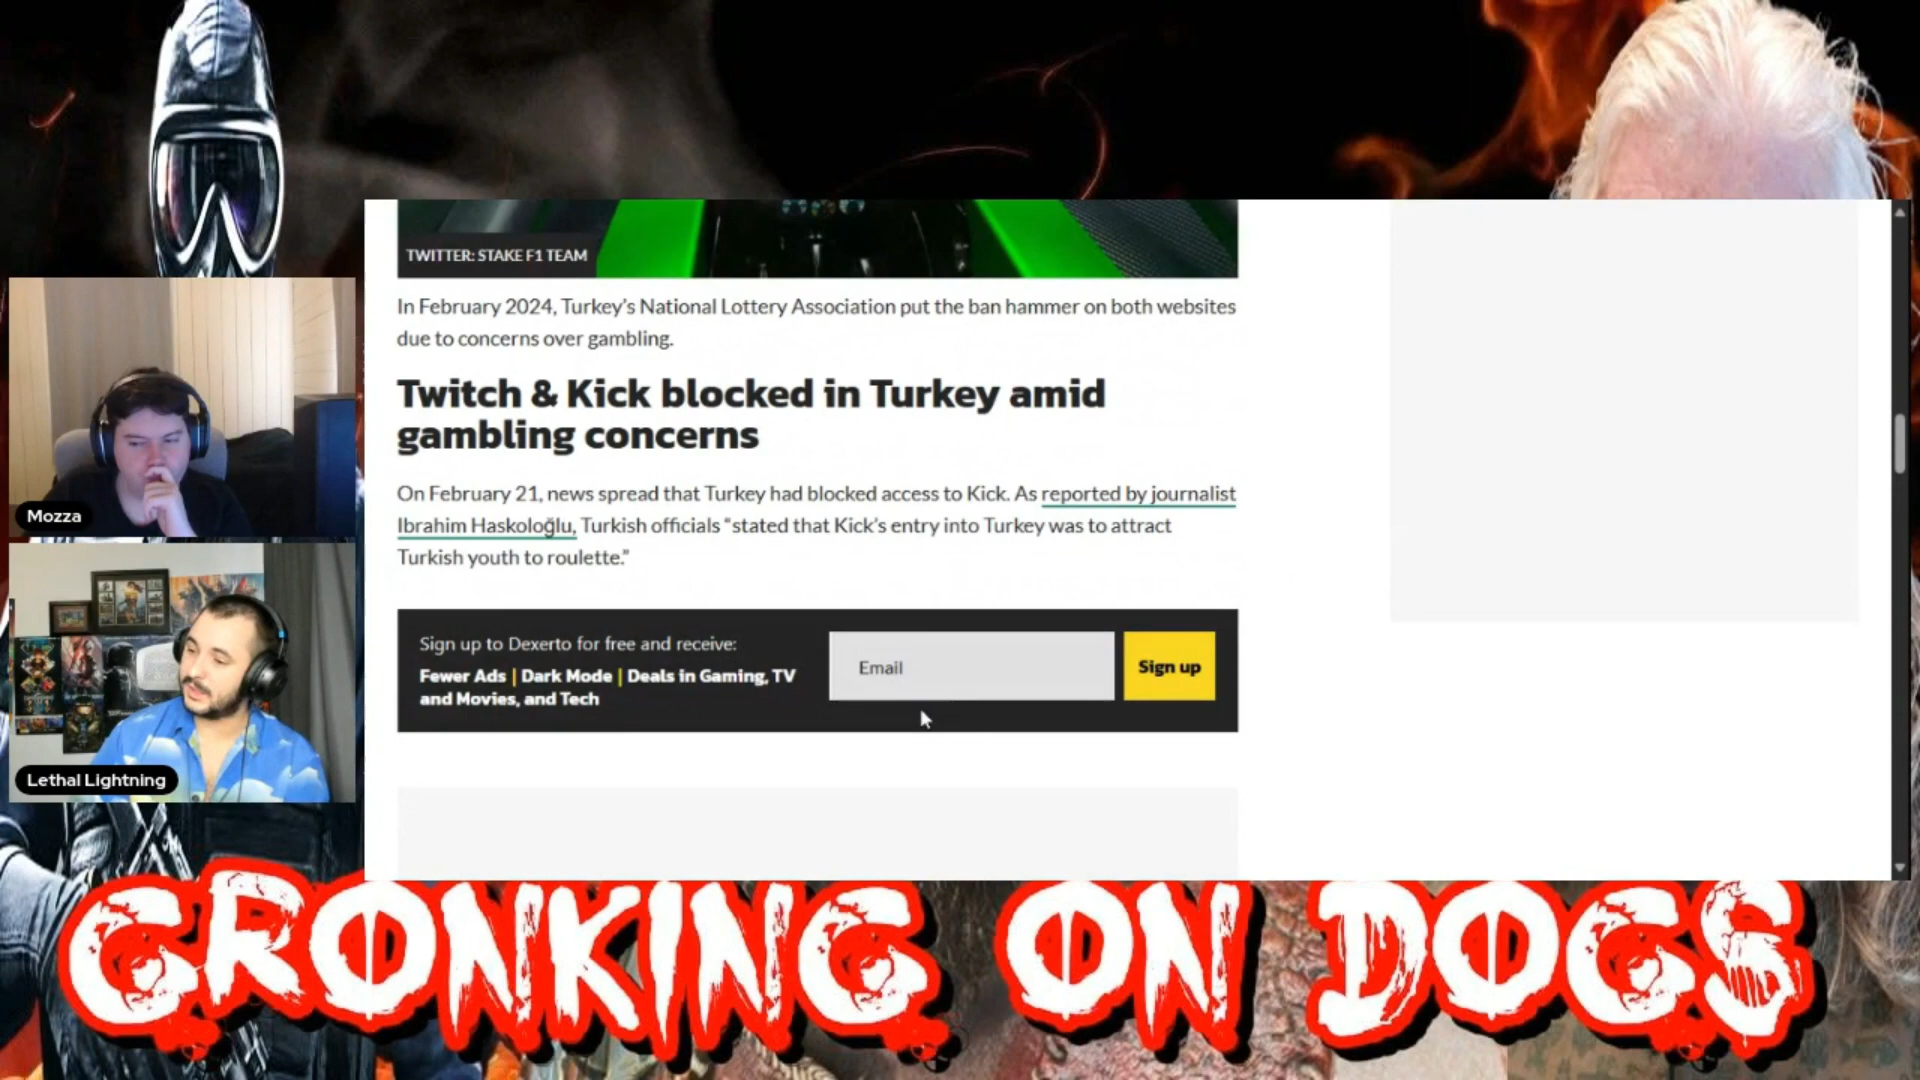 TWITTER: STAKE F1 TEAM
In February 2024, Turkey's National Lottery Association put the ban hammer on both websites
due to concerns over gambling.
Twitch & Kick blocked in Turkey amid
gambling concerns
On February 21, news spread that Turkey had blocked access to Kick. As reported by journalist
Ibrahim Haskoloğlu, Turkish officials "stated that Kick's entry into Turkey was to attract
Turkish youth to roulette."
Sign up to Dexerto for free and receive:
Fewer Ads | Dark Mode | Deals in Gaming, TV
and Movies, and Tech
Email
Sign up
Mozza
Lethal Lightning
GRONKING ON DOGS